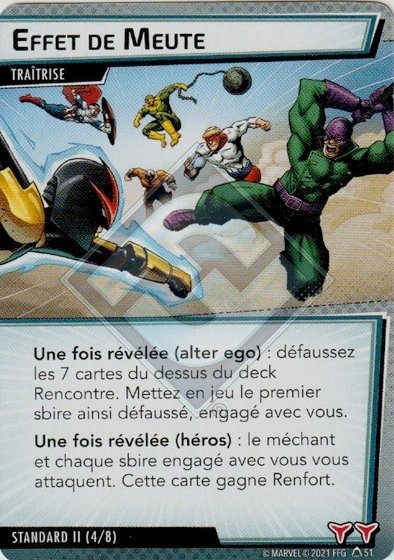 Effet de Meute
TRAÎTRISE
Une fois révélée (alter ego) : défaussez
les 7 cartes du dessus du deck
Rencontre. Mettez en jeu le premier
sbire ainsi défaussé, engagé avec vous.
Une fois révélée (héros) : le méchant
et chaque sbire engagé avec vous vous
attaquent. Cette carte gagne Renfort.
STANDARD II (4/8)
© MARVEL © 2021 FFG 51